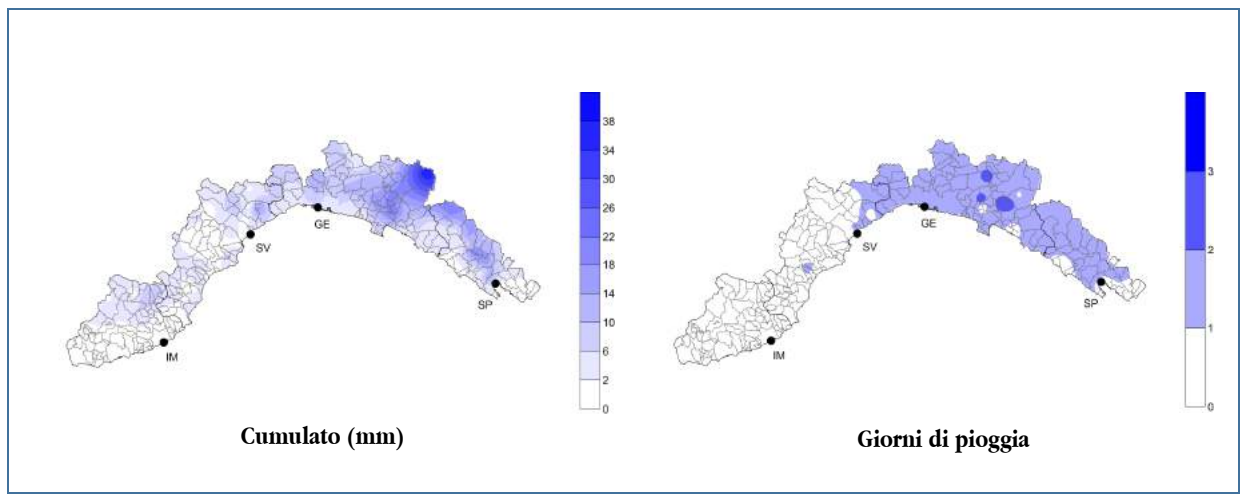 38
34
30
26
22
18
14
10
6
2
0
GE
SV
SP
IM
Cumulato (mm)
3
2
1
0
GE
SV
SP
IM
Giorni di pioggia